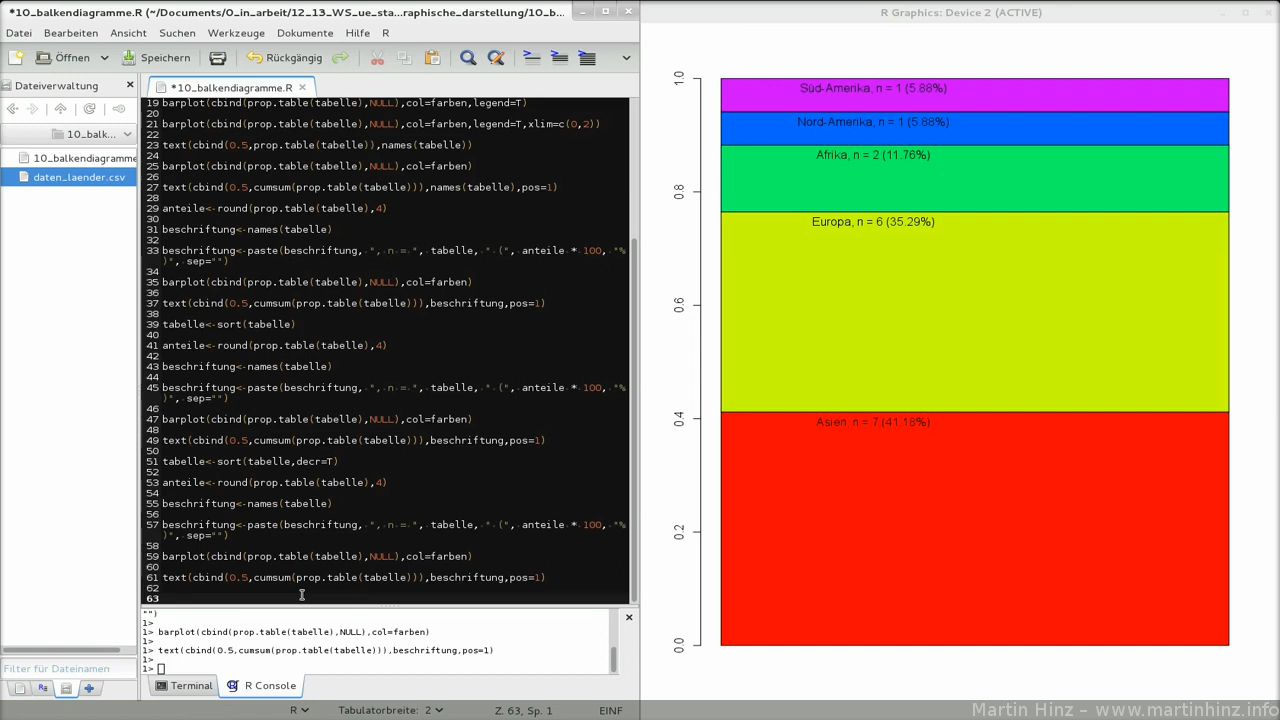 *10_balkendiagramme.R (~/Documents/0_in_arbeit/12_13_WS_ue_sta...raphische_darstellung/10_b...
R Graphics: Device 2 (ACTIVE)
Datei Bearbeiten Ansicht Suchen Werkzeuge Dokumente Hilfe R
Öffnen Speichern Rückgängig
Dateiverwaltung
*10_balkendiagramme.R
10_balk...
10_balkendiagramme
daten_laender.csv
19 barplot(cbind(prop.table(tabelle),NULL),col=farben,legend=T)
20
21 barplot(cbind(prop.table(tabelle),NULL),col=farben,legend=T,xlim=c(0,2))
22
23 text(cbind(0.5,prop.table(tabelle)),names(tabelle))
24
25 barplot(cbind(prop.table(tabelle),NULL),col=farben)
26
27 text(cbind(0.5,cumsum(prop.table(tabelle))),names(tabelle),pos=1)
28
29 anteile<-round(prop.table(tabelle),4)
30
31 beschriftung<-names(tabelle)
32
33 beschriftung<-paste(beschriftung, ", n = ", tabelle, " (", anteile * 100, "%
)", sep="")
34
35 barplot(cbind(prop.table(tabelle),NULL),col=farben)
36
37 text(cbind(0.5,cumsum(prop.table(tabelle))),beschriftung,pos=1)
38
39 tabelle<-sort(tabelle)
40
41 anteile<-round(prop.table(tabelle),4)
42
43 beschriftung<-names(tabelle)
44
45 beschriftung<-paste(beschriftung, ", n = ", tabelle, " (", anteile * 100, "%
)", sep="")
46
47 barplot(cbind(prop.table(tabelle),NULL),col=farben)
48
49 text(cbind(0.5,cumsum(prop.table(tabelle))),beschriftung,pos=1)
50
51 tabelle<-sort(tabelle,decr=T)
52
53 anteile<-round(prop.table(tabelle),4)
54
55 beschriftung<-names(tabelle)
56
57 beschriftung<-paste(beschriftung, ", n = ", tabelle, " (", anteile * 100, "%
)", sep="")
58
59 barplot(cbind(prop.table(tabelle),NULL),col=farben)
60
61 text(cbind(0.5,cumsum(prop.table(tabelle))),beschriftung,pos=1)
62
63
"")
1>
1> barplot(cbind(prop.table(tabelle),NULL),col=farben)
1>
1> text(cbind(0.5,cumsum(prop.table(tabelle))),beschriftung,pos=1)
1>
1>
Filter für Dateinamen
Terminal R Console
R Tabulatorbreite: 2 Z. 63, Sp. 1 EINF
1.0
0.8
0.6
0.4
0.2
0.0
Süd-Amerika, n = 1 (5.88%)
Nord-Amerika, n = 1 (5.88%)
Afrika, n = 2 (11.76%)
Europa, n = 6 (35.29%)
Asien, n = 7 (41.18%)
Martin Hinz - www.martinhinz.info